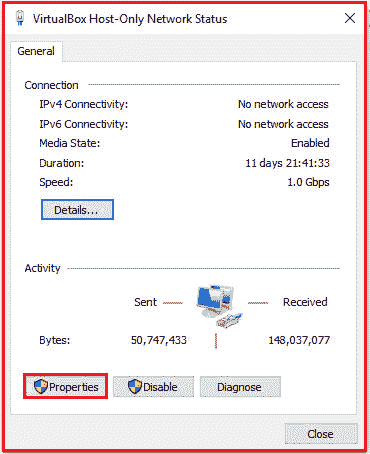 VirtualBox Host-Only Network Status
General
Connection
IPv4 Connectivity: No network access
IPv6 Connectivity: No network access
Media State: Enabled
Duration: 11 days 21:41:33
Speed: 1.0 Gbps
Details...
Activity
Sent Received
Bytes: 50,747,433 148,037,077
Properties Disable Diagnose
Close